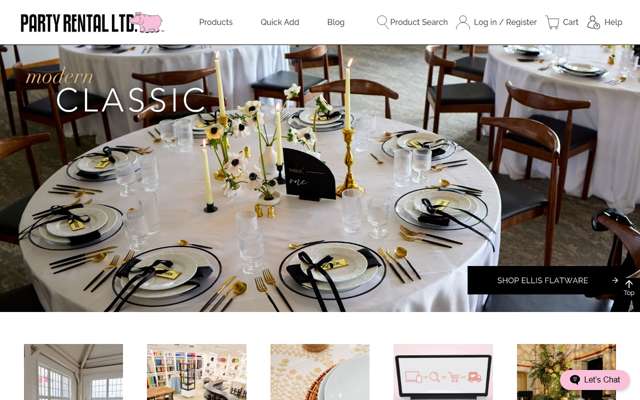 PARTY RENTAL LTD.
Products
Quick Add
Blog
Product Search
Log in / Register
Cart
Help
modern
CLASSIC
one
SHOP ELLIS FLATWARE
Top
Let's Chat